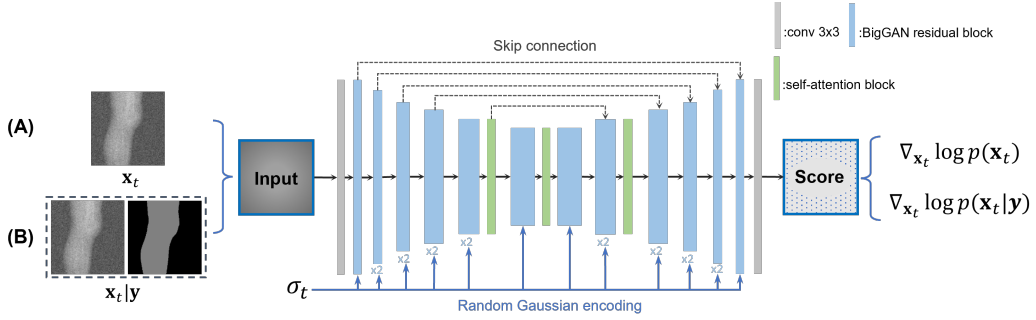 :conv 3x3
:BigGAN residual block
:self-attention block
Skip connection
(A)
𝐱ₜ
(B)
𝐱ₜ|𝐲
Input
Score
∇𝐱ₜ log 𝑝(𝐱ₜ)
∇𝐱ₜ log 𝑝(𝐱ₜ|𝐲)
x2
x2
x2
x2
x2
x2
x2
x2
σₜ
Random Gaussian encoding